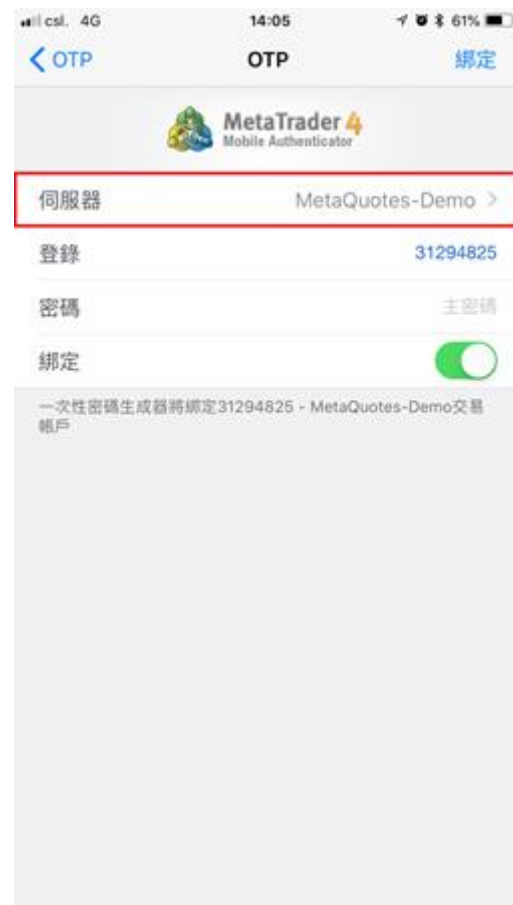 csl. 4G 14:05 61%
OTP OTP 綁定
MetaTrader 4
Mobile Authenticator
伺服器 MetaQuotes-Demo
登錄 31294825
密碼 主密碼
綁定
一次性密碼生成器將綁定31294825 - MetaQuotes-Demo交易
帳戶